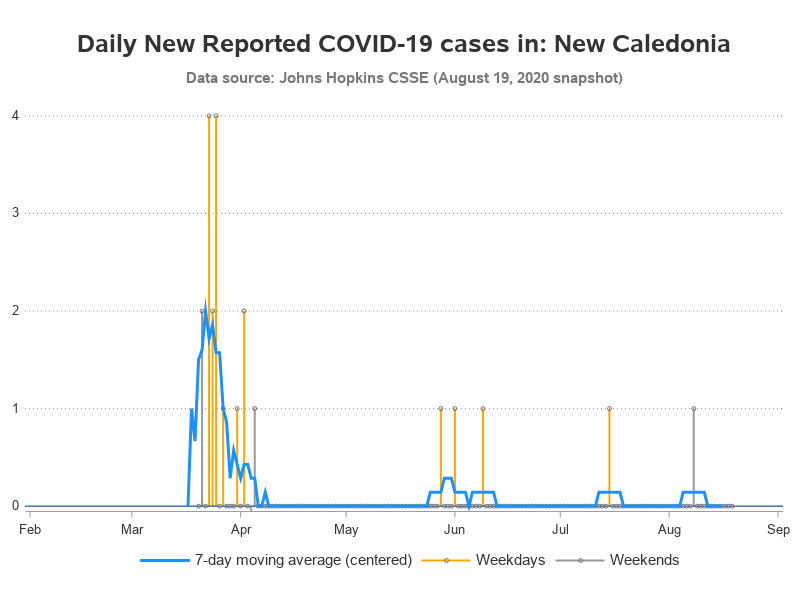 Daily New Reported COVID-19 cases in: New Caledonia
Data source: Johns Hopkins CSSE (August 19, 2020 snapshot)
4
3
2
1
0
Feb Mar Apr May Jun Jul Aug Sep
7-day moving average (centered) Weekdays Weekends